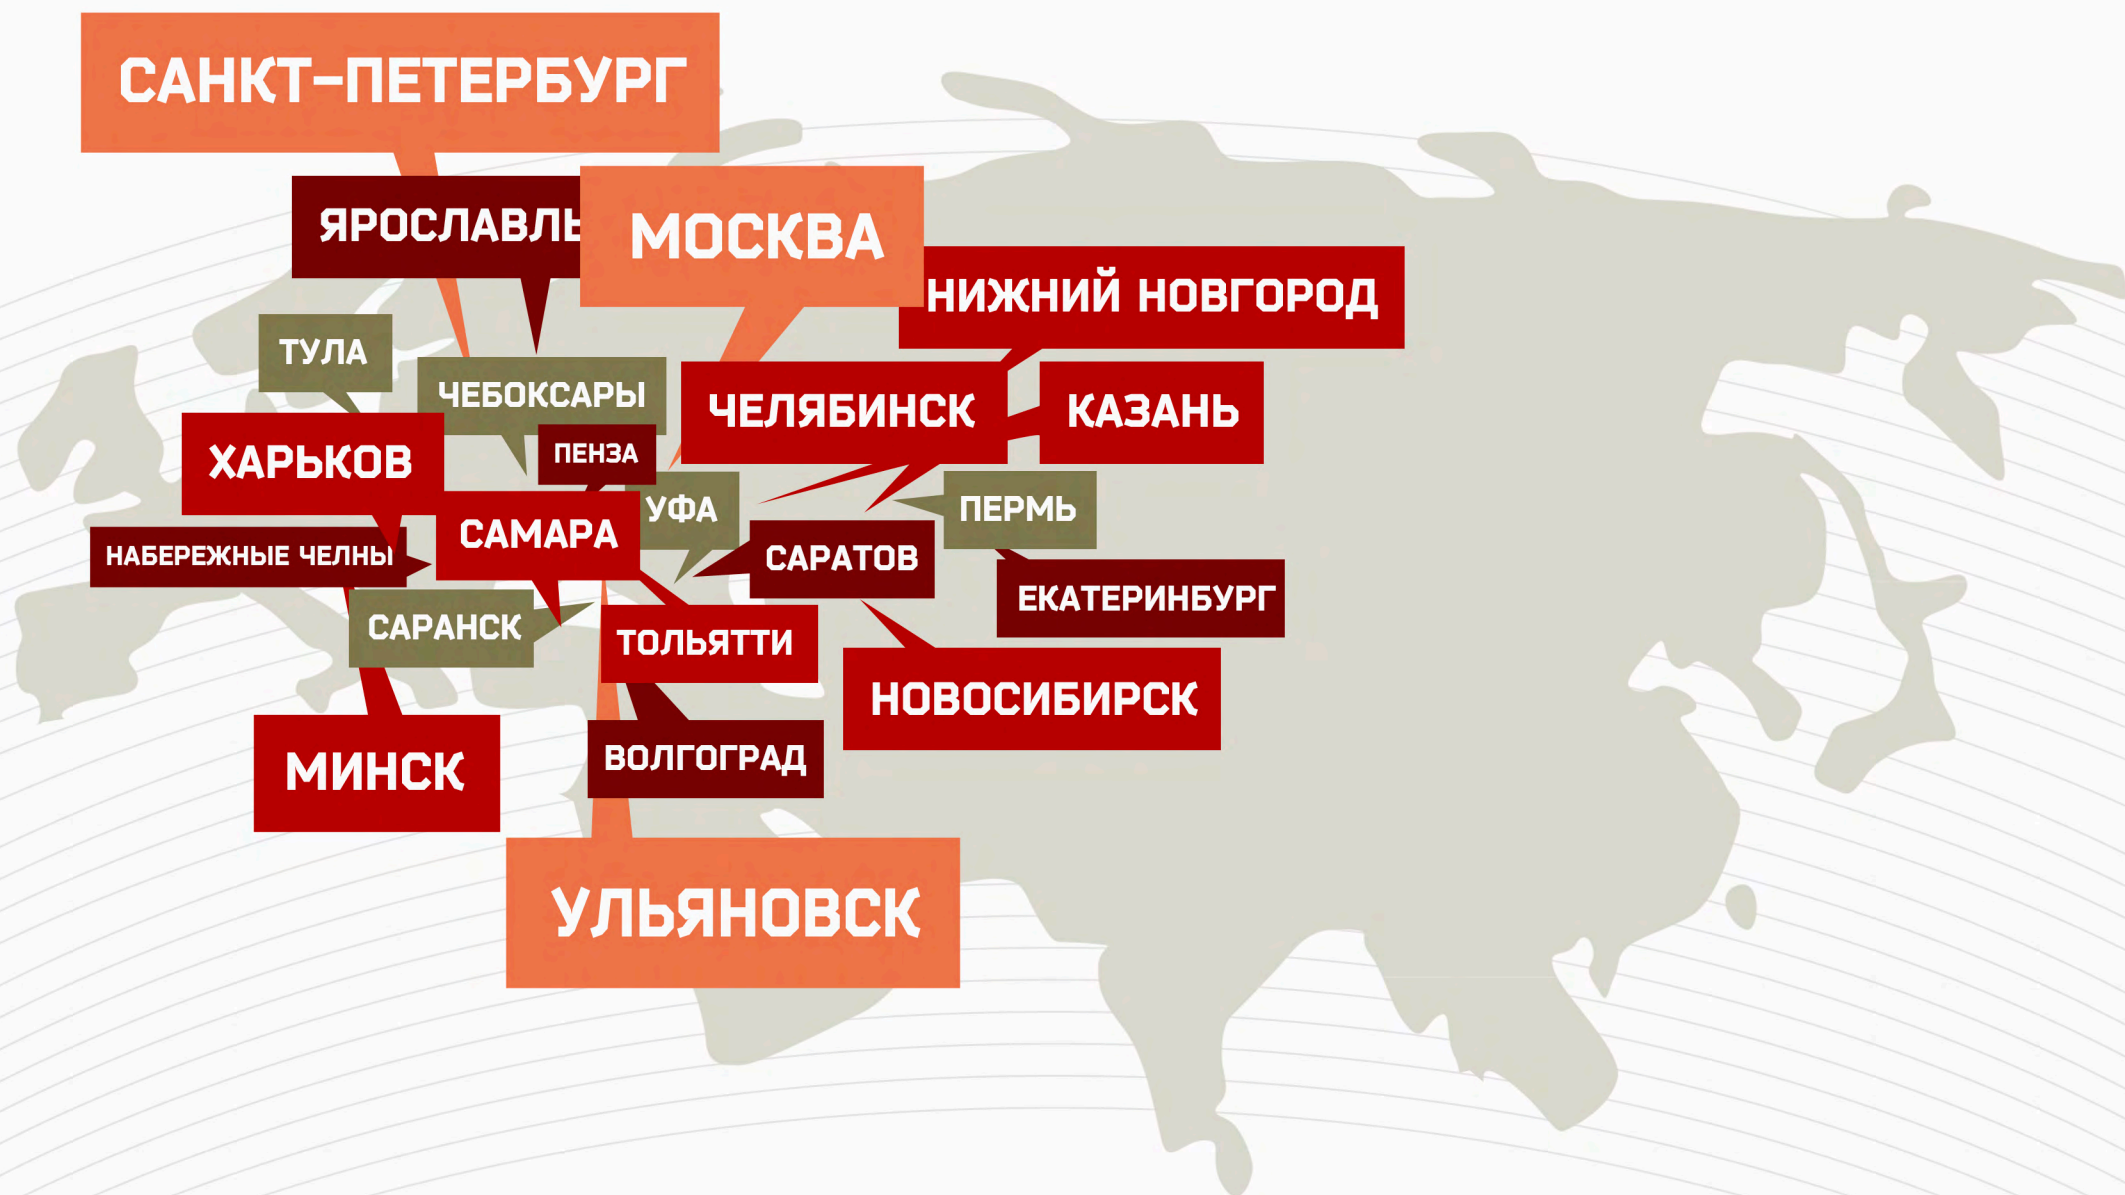 САНКТ-ПЕТЕРБУРГ
ЯРОСЛАВЛЬ
МОСКВА
НИЖНИЙ НОВГОРОД
ТУЛА
ЧЕБОКСАРЫ
ЧЕЛЯБИНСК
КАЗАНЬ
ХАРЬКОВ
ПЕНЗА
УФА
ПЕРМЬ
САМАРА
НАБЕРЕЖНЫЕ ЧЕЛНЫ
САРАТОВ
ЕКАТЕРИНБУРГ
САРАНСК
ТОЛЬЯТТИ
НОВОСИБИРСК
МИНСК
ВОЛГОГРАД
УЛЬЯНОВСК